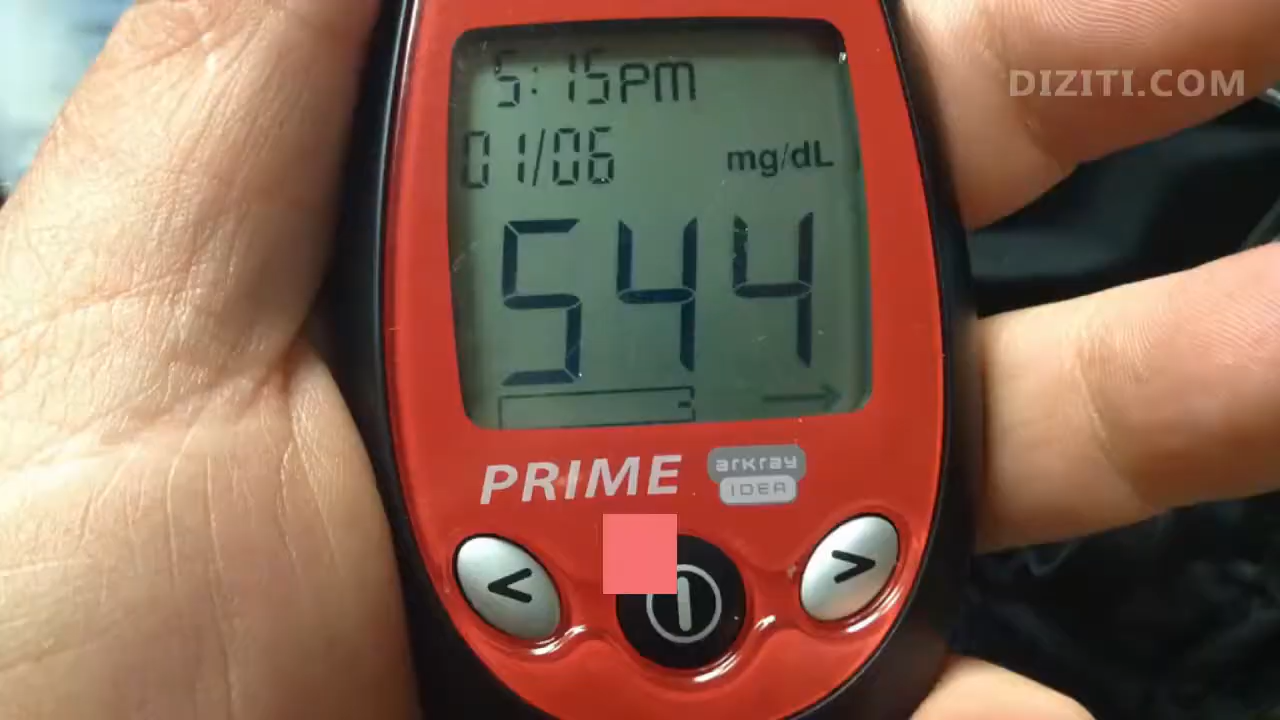 DIZITI.COM
5:15PM
01/06
mg/dL
544
PRIME
arkray
IDEA
< >